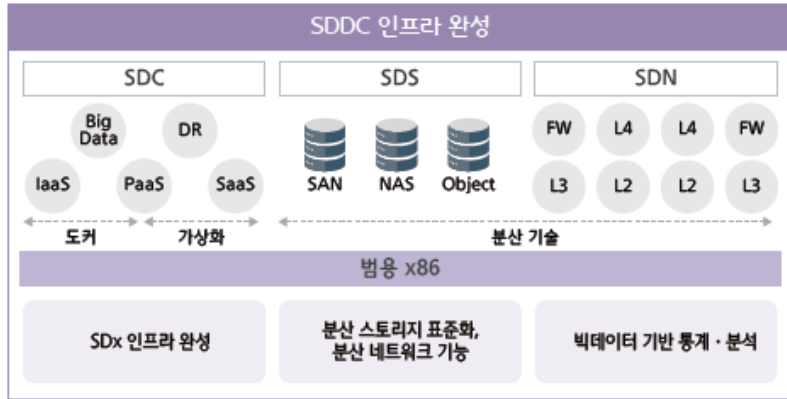 SDDC 인프라 완성
SDC
SDS
SDN
Big
Data
DR
IaaS
PaaS
SaaS
SAN
NAS
Object
FW
L4
L4
FW
L3
L2
L2
L3
도커
가상화
분산 기술
범용 x86
SDx 인프라 완성
분산 스토리지 표준화,
분산 네트워크 기능
빅데이터 기반 통계 · 분석